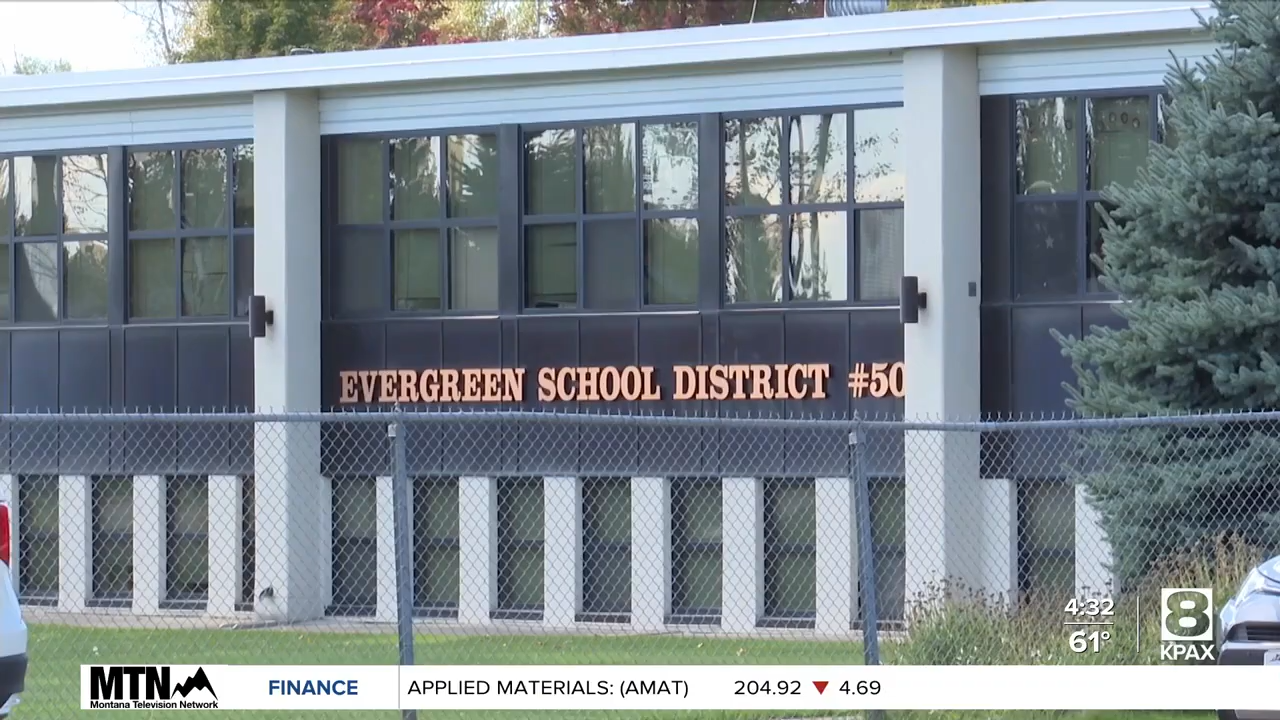 EVERGREEN SCHOOL DISTRICT #50
4:32
61°
8
KPAX
MTN
Montana Television Network
FINANCE
APPLIED MATERIALS: (AMAT) 204.92 ▼ 4.69